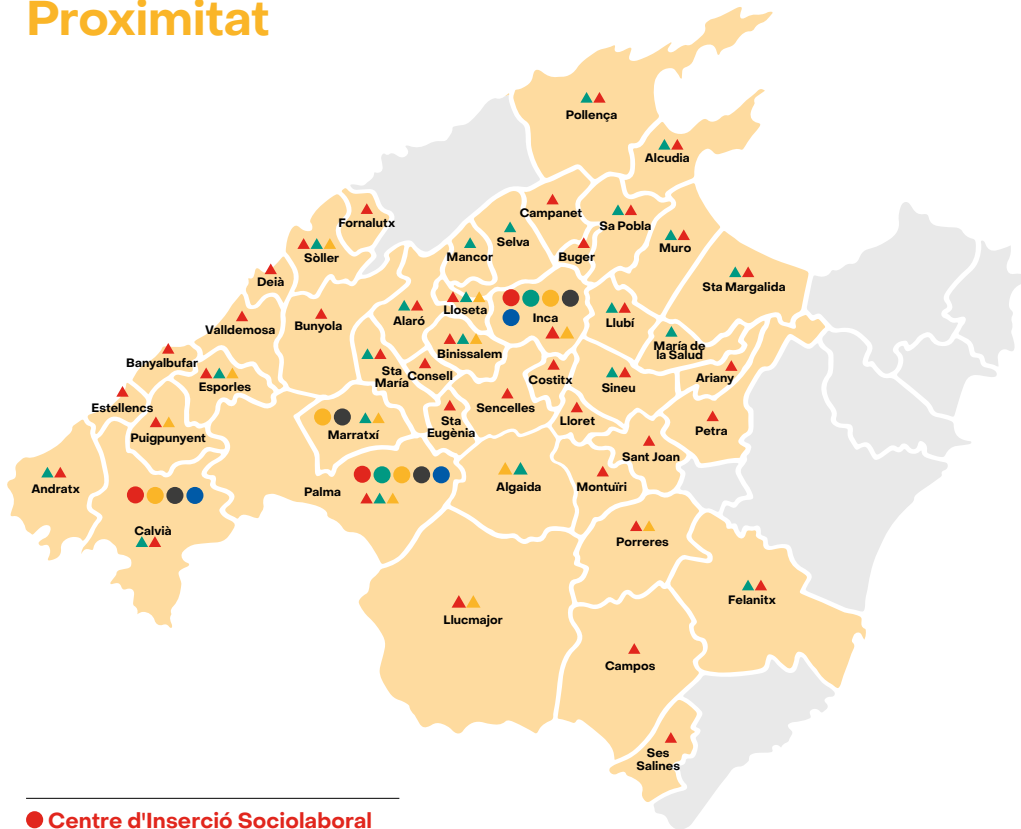 Proximitat
Pollença
Alcudia
Campanet
Fornalutx
Sa Pobla
Selva
Muro
Mancor
Buger
Sòller
Deià
Sta Margalida
Lloseta
Inca
Alaró
Llubí
Bunyola
Valldemosa
María de
la Salud
Binissalem
Banyalbufar
Sta
María
Consell
Costitx
Ariany
Esporles
Sineu
Estellencs
Sencelles
Lloret
Sta
Eugènia
Petra
Marratxí
Puigpunyent
Sant Joan
Andratx
Palma
Algaida
Montuïri
Calvià
Porreres
Felanitx
Llucmajor
Campos
Ses
Salines
Centre d'Inserció Sociolaboral